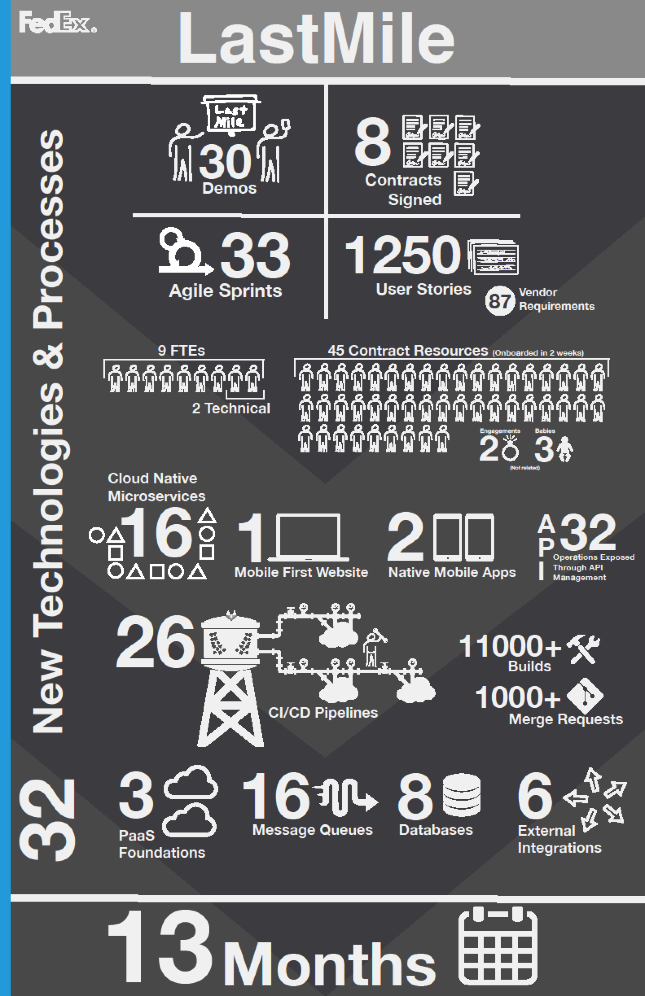 FedEx.
LastMile
32 New Technologies & Processes
Last
Mile
30
Demos
8
Contracts
Signed
33
Agile Sprints
1250
User Stories
87
Vendor
Requirements
9 FTEs
2 Technical
45 Contract Resources (Onboarded in 2 weeks)
Engagements
2
Babies
3
(Not related)
Cloud Native
Microservices
16
1
Mobile First Website
2
Native Mobile Apps
API
32
Operations Exposed
Through API
Management
26
CI/CD Pipelines
11000+
Builds
1000+
Merge Requests
3
PaaS
Foundations
16
Message Queues
8
Databases
6
External
Integrations
13 Months